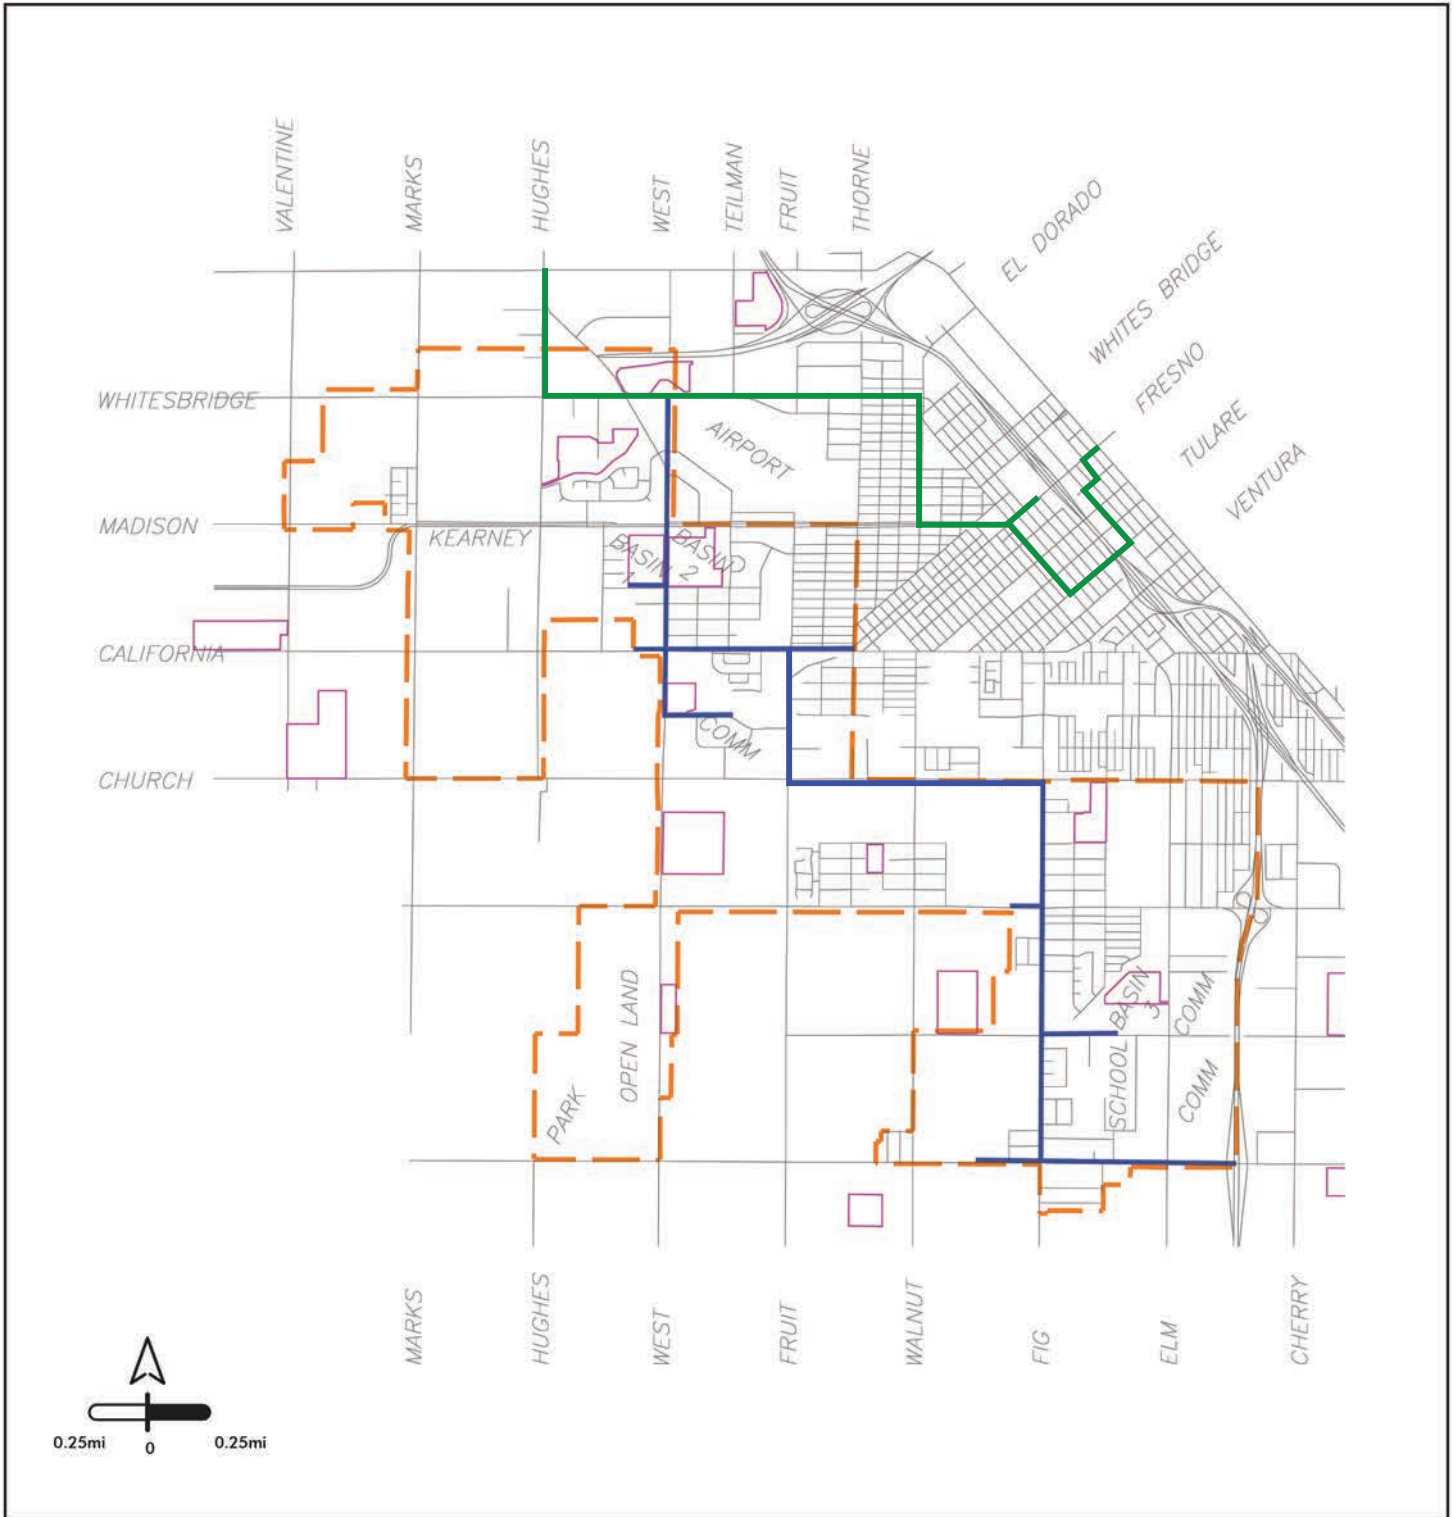 VALENTINE
MARKS
HUGHES
WEST
TEILMAN
FRUIT
THORNE
EL DORADO
WHITES BRIDGE
FRESNO
TULARE
VENTURA
WHITESBRIDGE
AIRPORT
MADISON
KEARNEY
BASIN
1
BASIN
2
CALIFORNIA
COMM
CHURCH
OPEN LAND
PARK
BASIN
3
COMM
SCHOOL
COMM
MARKS
HUGHES
WEST
FRUIT
WALNUT
FIG
ELM
CHERRY
0.25mi
0
0.25mi